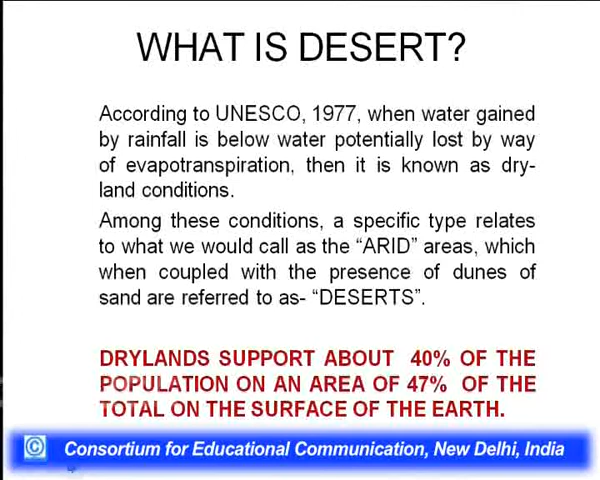 WHAT IS DESERT?
According to UNESCO, 1977, when water gained
by rainfall is below water potentially lost by way
of evapotranspiration, then it is known as dry-
land conditions.
Among these conditions, a specific type relates
to what we would call as the “ARID” areas, which
when coupled with the presence of dunes of
sand are referred to as- “DESERTS”.
DRYLANDS SUPPORT ABOUT 40% OF THE
POPULATION ON AN AREA OF 47% OF THE
TOTAL ON THE SURFACE OF THE EARTH.
© Consortium for Educational Communication, New Delhi, India